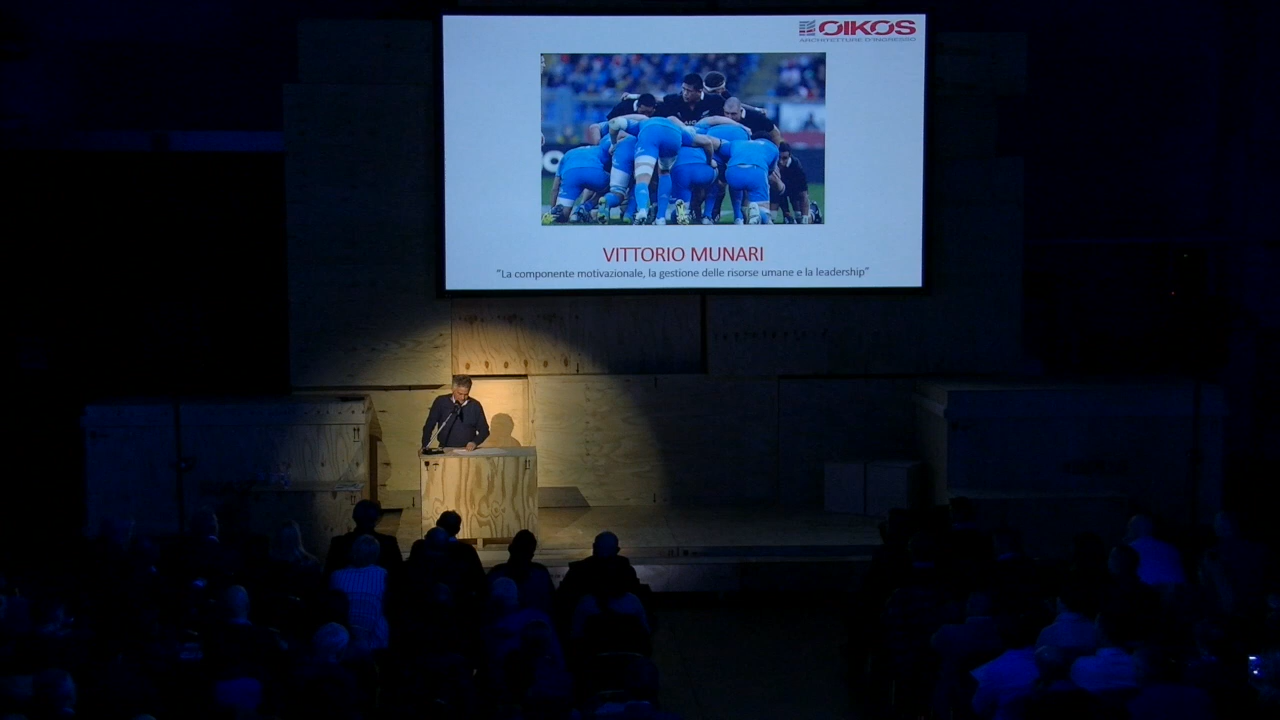 OIKOS
ARCHITETTURE D'INGRESSO
VITTORIO MUNARI
"La componente motivazionale, la gestione delle risorse umane e la leadership"